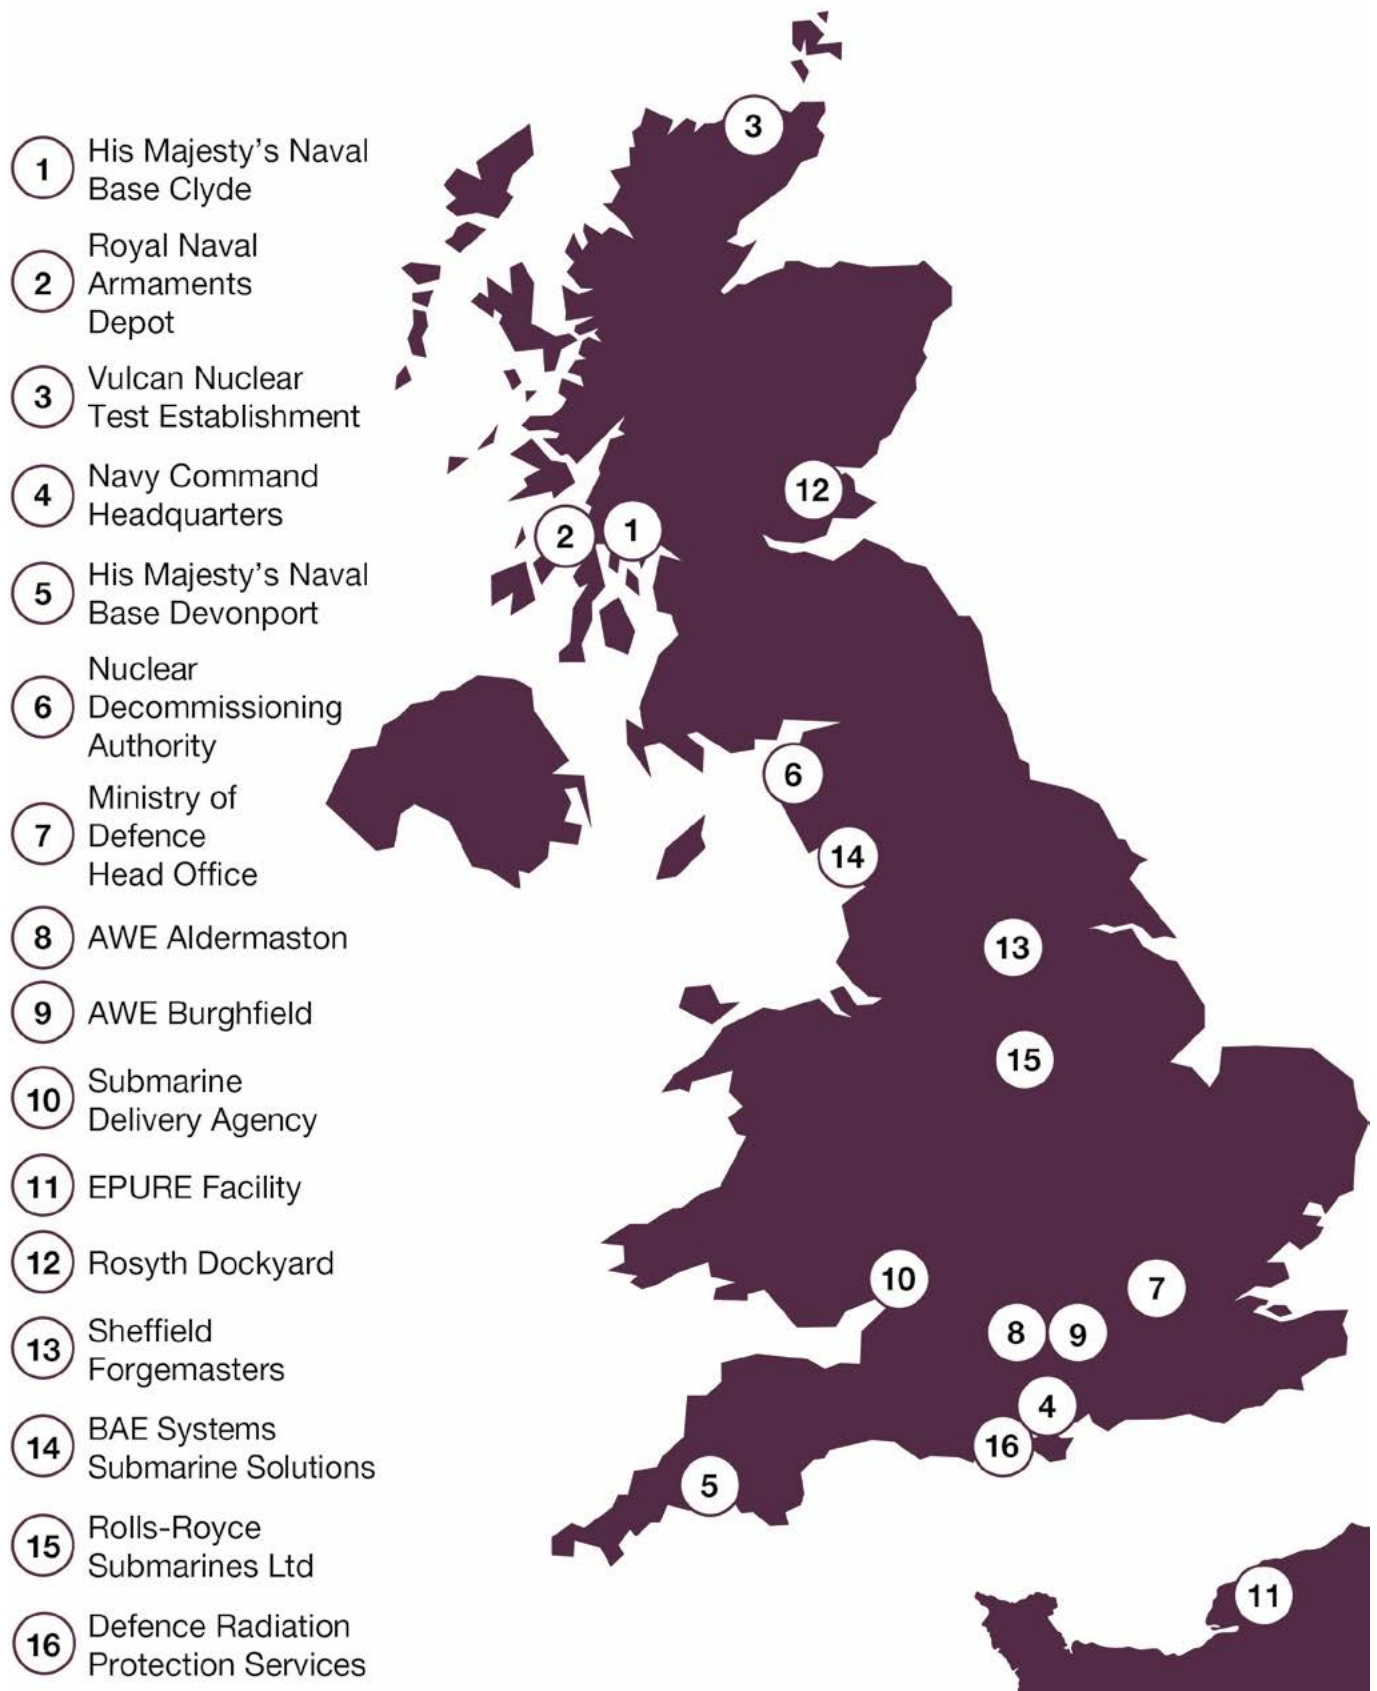 1
His Majesty’s Naval
Base Clyde
2
Royal Naval
Armaments
Depot
3
Vulcan Nuclear
Test Establishment
4
Navy Command
Headquarters
5
His Majesty’s Naval
Base Devonport
6
Nuclear
Decommissioning
Authority
7
Ministry of
Defence
Head Office
8
AWE Aldermaston
9
AWE Burghfield
10
Submarine
Delivery Agency
11
EPURE Facility
12
Rosyth Dockyard
13
Sheffield
Forgemasters
14
BAE Systems
Submarine Solutions
15
Rolls-Royce
Submarines Ltd
16
Defence Radiation
Protection Services
3
12
2
1
6
14
13
15
10
7
8
9
4
16
5
11